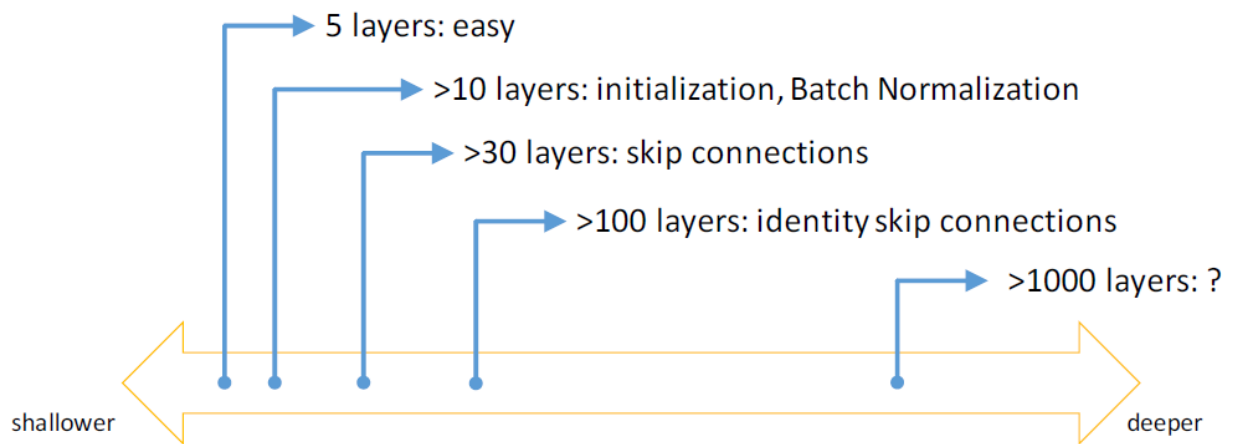 5 layers: easy
>10 layers: initialization, Batch Normalization
>30 layers: skip connections
>100 layers: identity skip connections
>1000 layers: ?
shallower
deeper